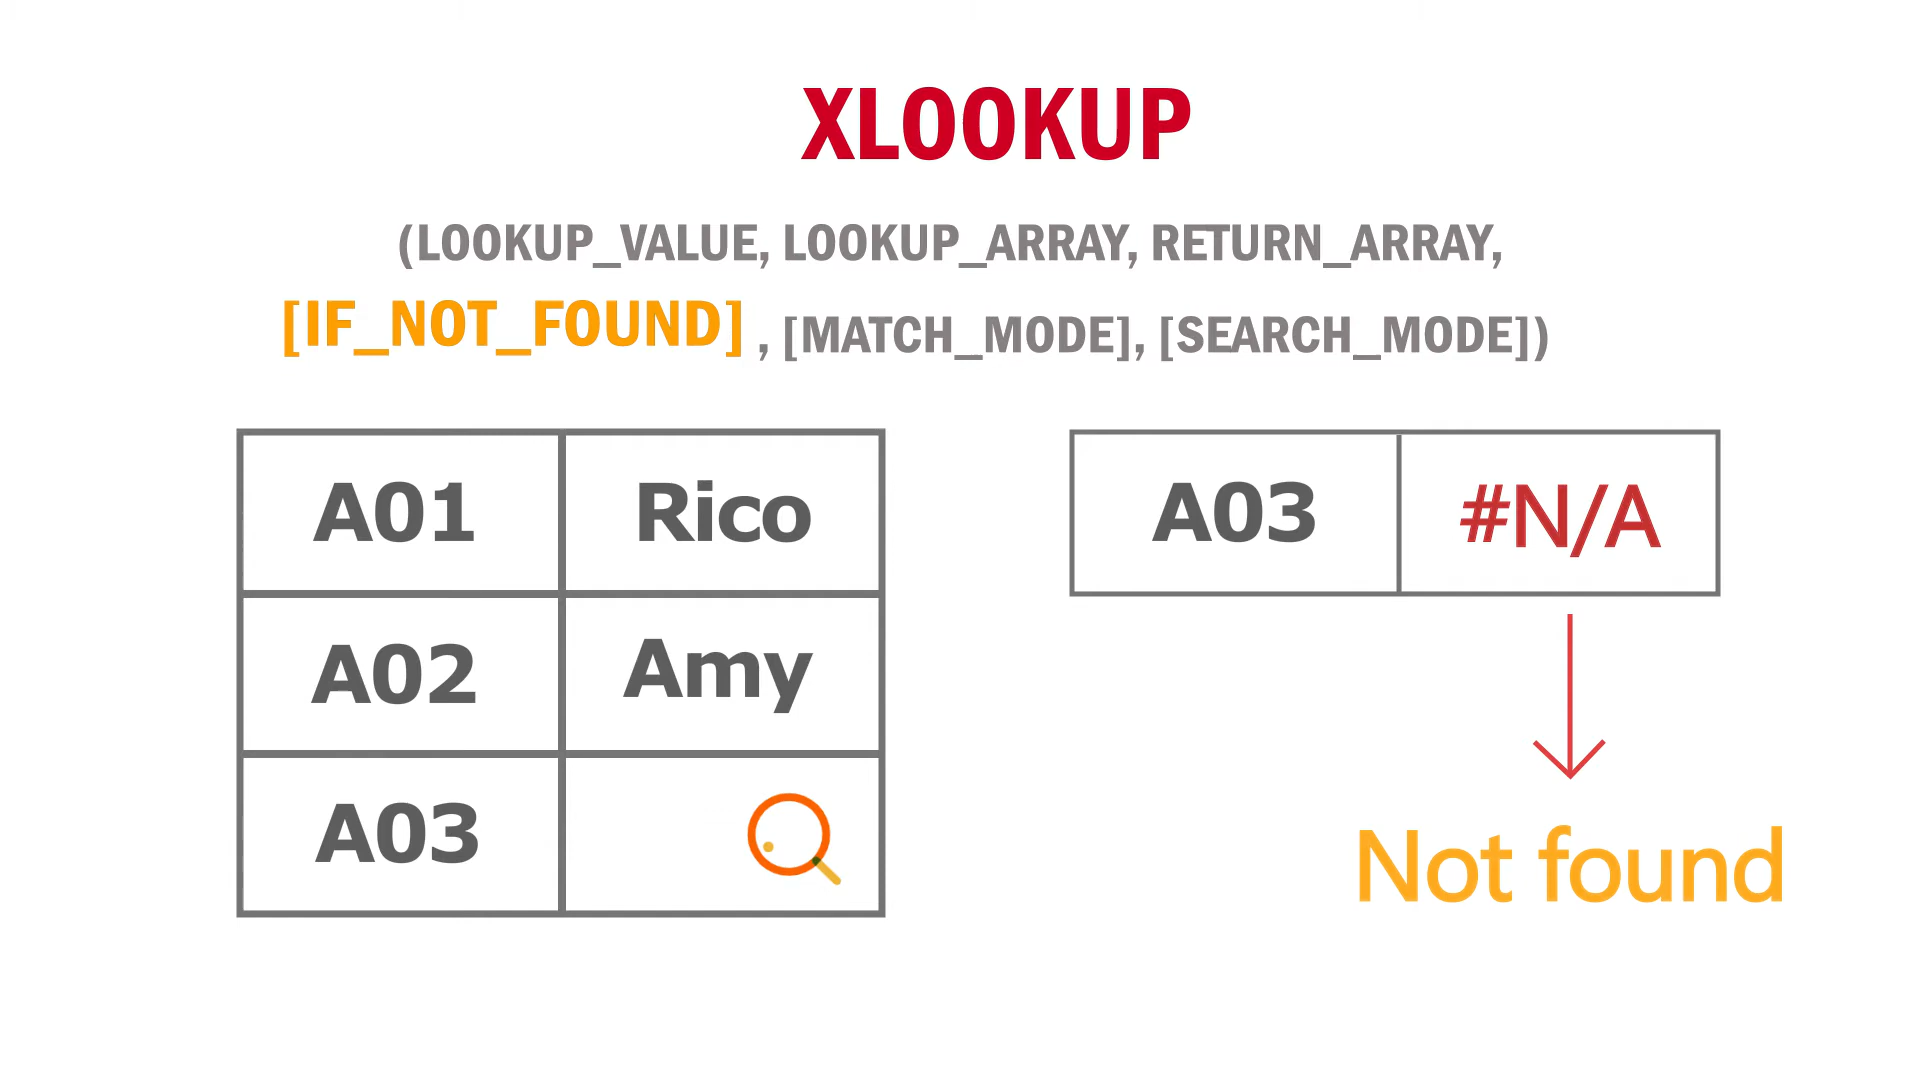 XLOOKUP
(LOOKUP_VALUE, LOOKUP_ARRAY, RETURN_ARRAY,
[IF_NOT_FOUND] , [MATCH_MODE], [SEARCH_MODE])
A01 Rico
A02 Amy
A03
A03 #N/A
Not found